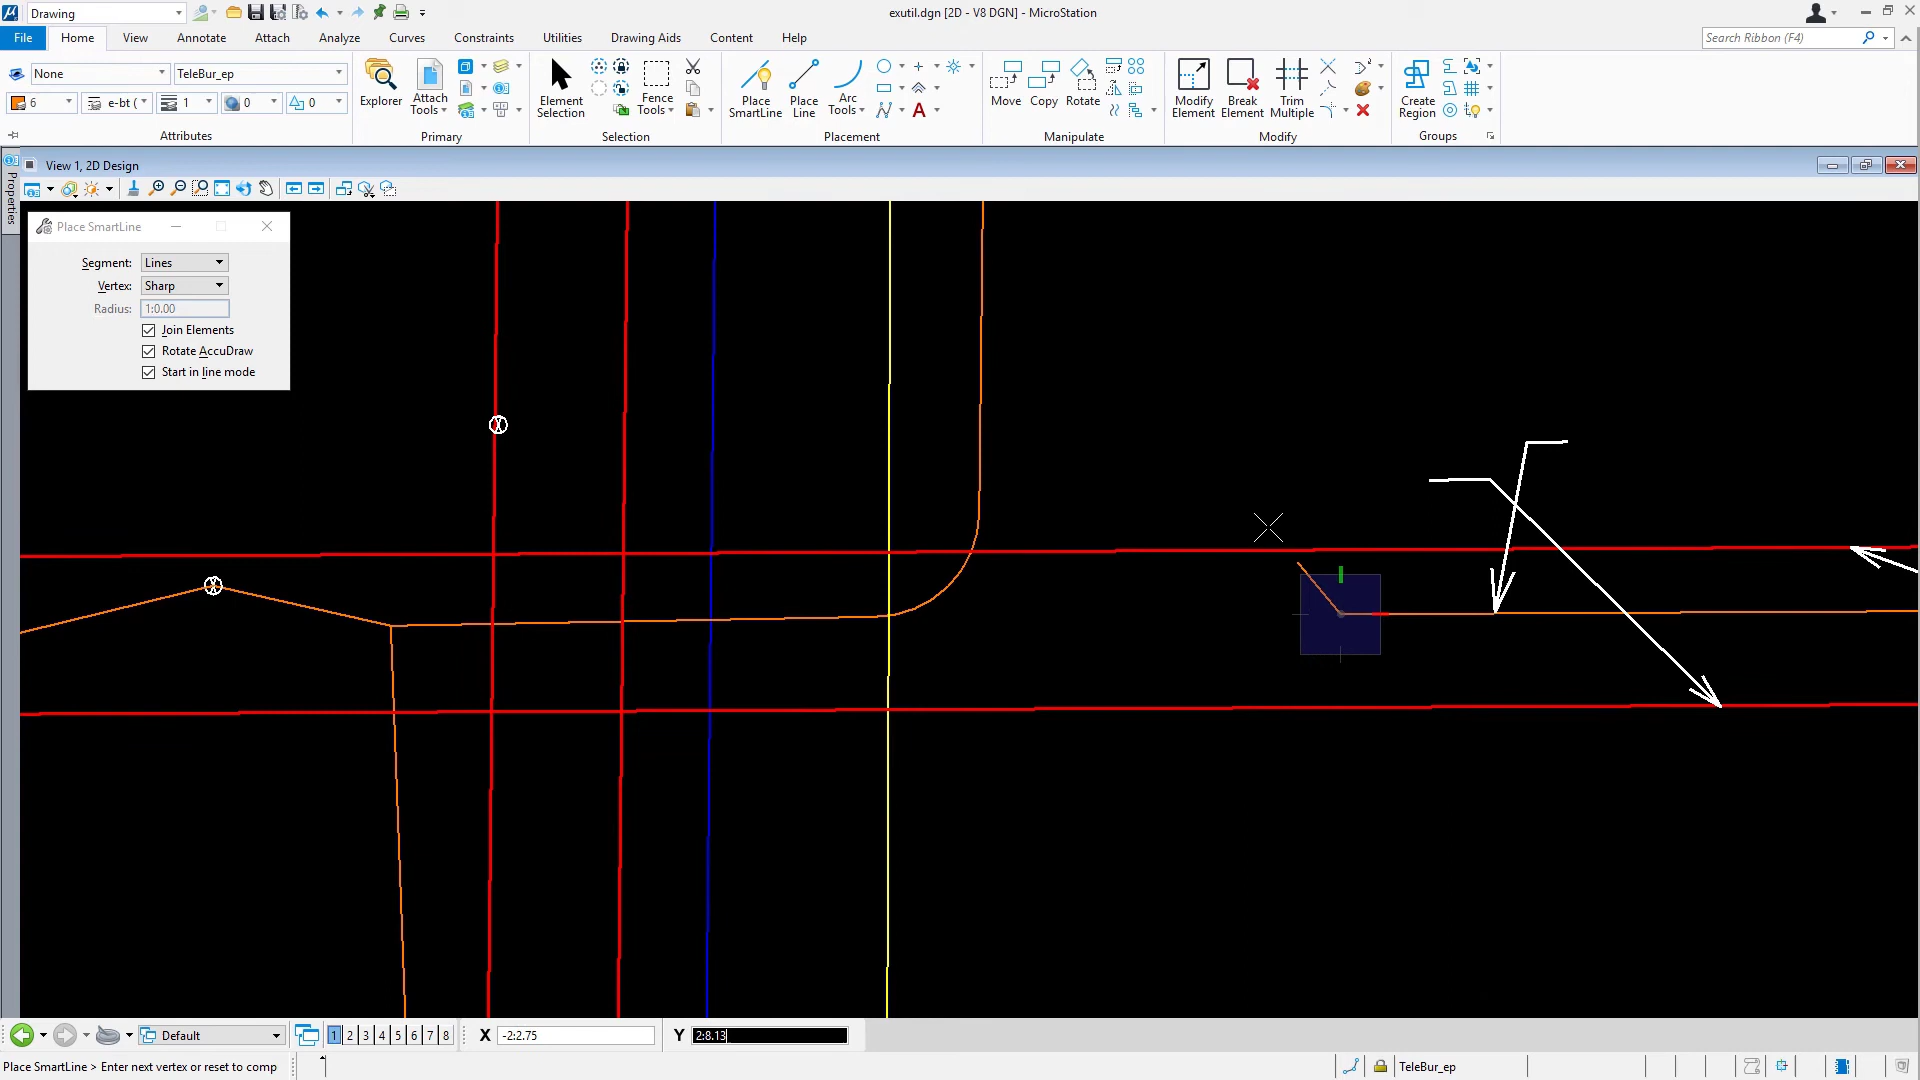 Drawing
exutil.dgn [2D - V8 DGN] - MicroStation
File Home View Annotate Attach Analyze Curves Constraints Utilities Drawing Aids Content Help
Search Ribbon (F4)
None TeleBur_ep
6 e-bt ( 1 0 0
Attributes
Explorer
Attach Tools
Primary
Element Selection
Fence Tools
Selection
Place SmartLine
Place Line
Arc Tools
Placement
Move Copy Rotate
Manipulate
Modify Element
Break Element
Trim Multiple
Modify
Create Region
Groups
Properties
View 1, 2D Design
Place SmartLine
Segment: Lines
Vertex: Sharp
Radius: 1:0.00
Join Elements
Rotate AccuDraw
Start in line mode
Default
1 2 3 4 5 6 7 8
X -2:2.75
Y 2:8.13
Place SmartLine > Enter next vertex or reset to comp
TeleBur_ep